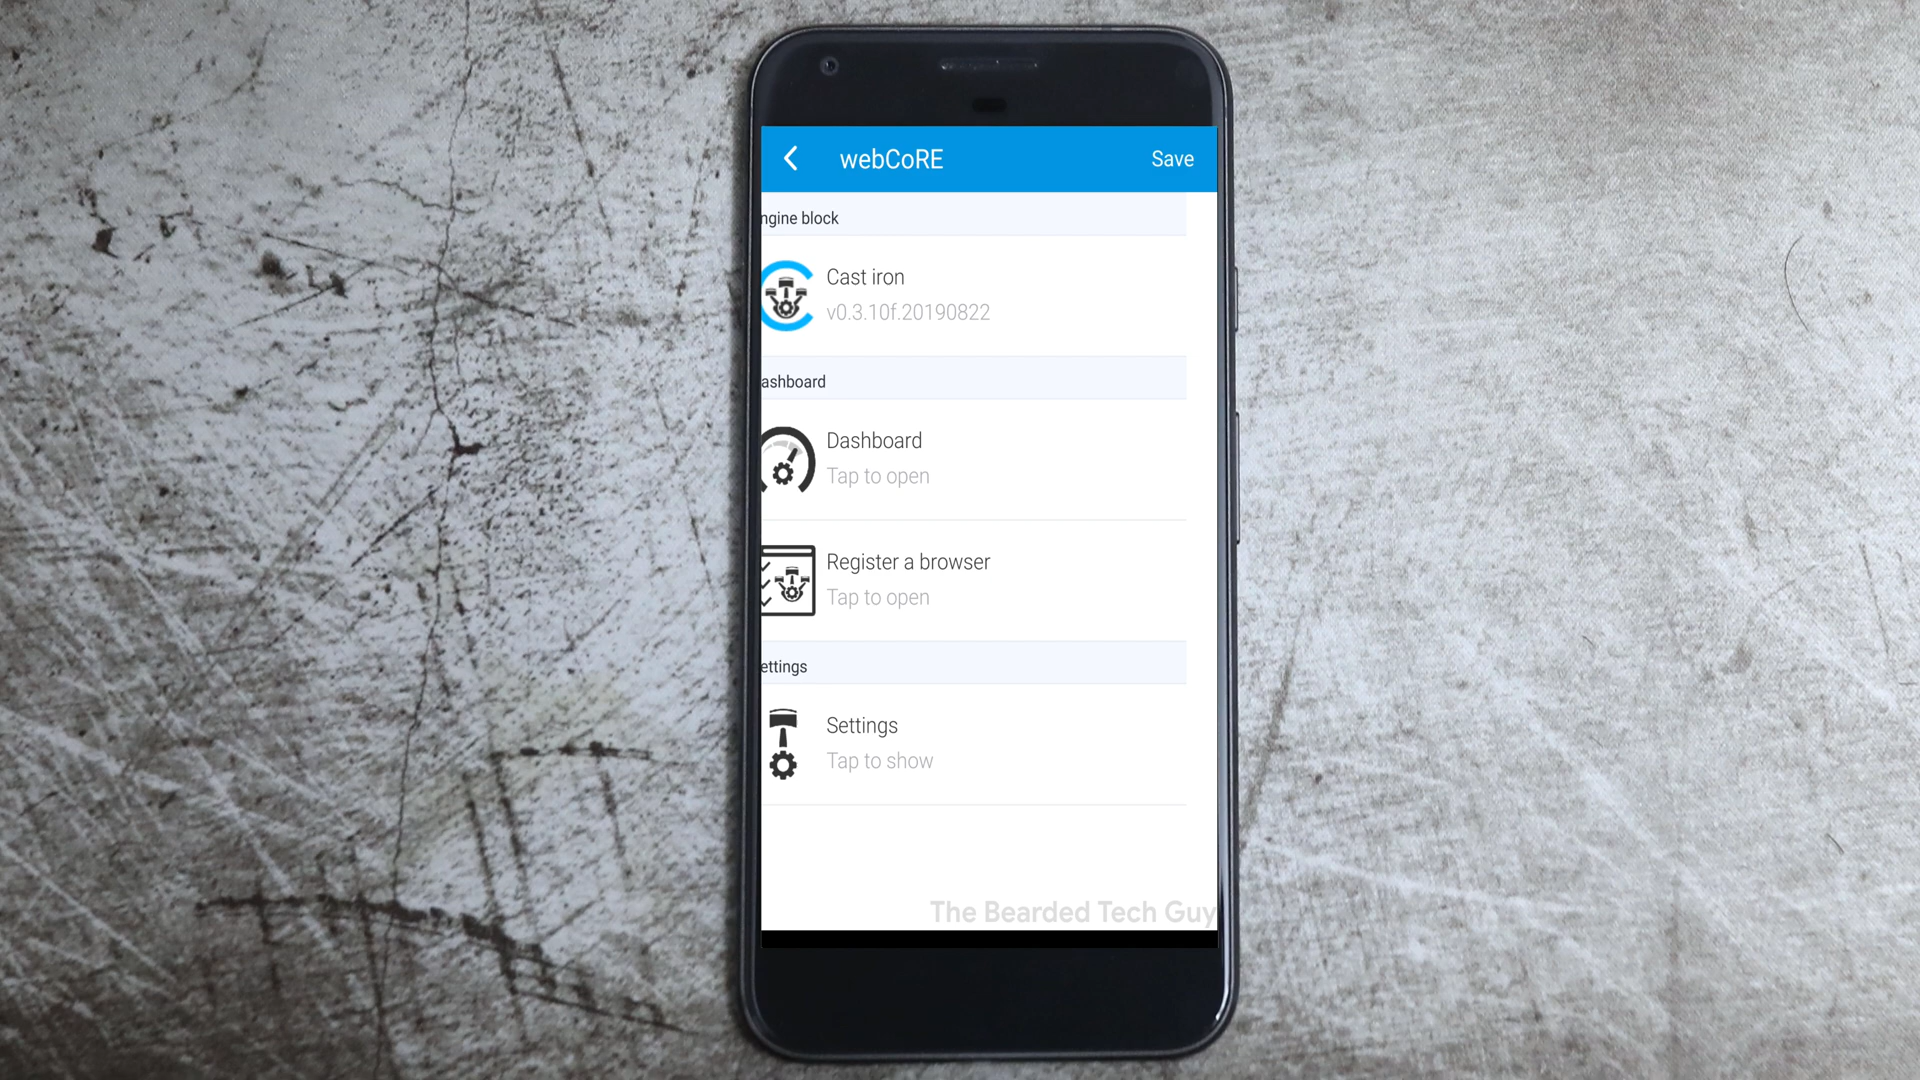 webCoRE
Save
ngine block
Cast iron
v0.3.10f.20190822
ashboard
Dashboard
Tap to open
Register a browser
Tap to open
ettings
Settings
Tap to show
The Bearded Tech Guy